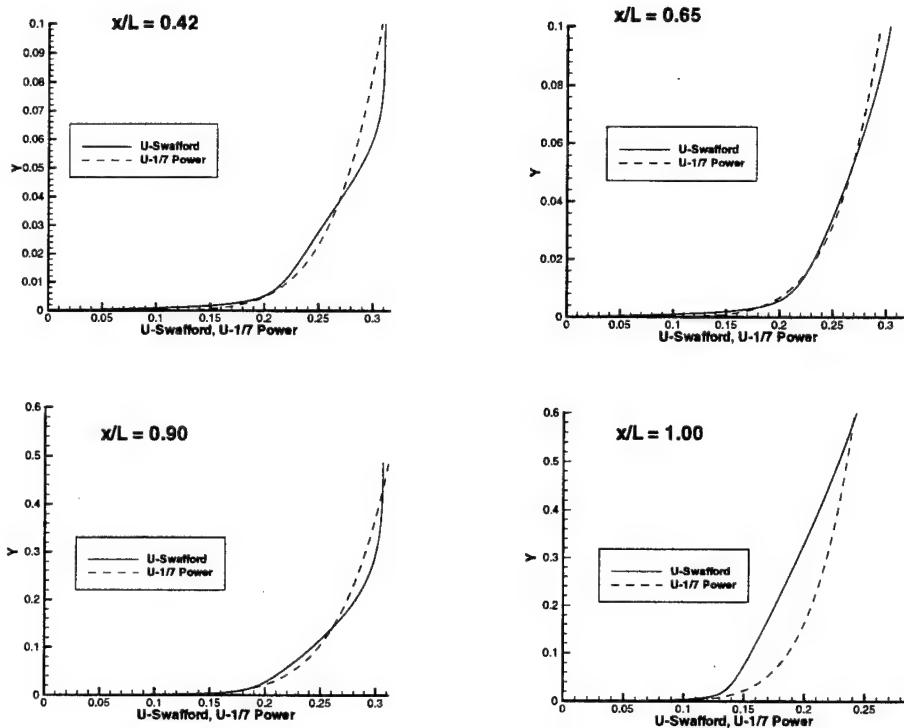 x/L = 0.42
0.1
0.09
0.08
0.07
0.06
0.05
0.04
0.03
0.02
0.01
0
Y
U-Swafford
U-1/7 Power
0 0.05 0.1 0.15 0.2 0.25 0.3
U-Swafford, U-1/7 Power
x/L = 0.65
0.1
0.08
0.06
0.04
0.02
0
Y
U-Swafford
U-1/7 Power
0 0.05 0.1 0.15 0.2 0.25 0.3
U-Swafford, U-1/7 Power
x/L = 0.90
0.6
0.5
0.4
0.3
0.2
0.1
0
Y
U-Swafford
U-1/7 Power
0 0.05 0.1 0.15 0.2 0.25 0.3
U-Swafford, U-1/7 Power
x/L = 1.00
0.6
0.5
0.4
0.3
0.2
0.1
0
Y
U-Swafford
U-1/7 Power
0 0.05 0.1 0.15 0.2 0.25
U-Swafford, U-1/7 Power